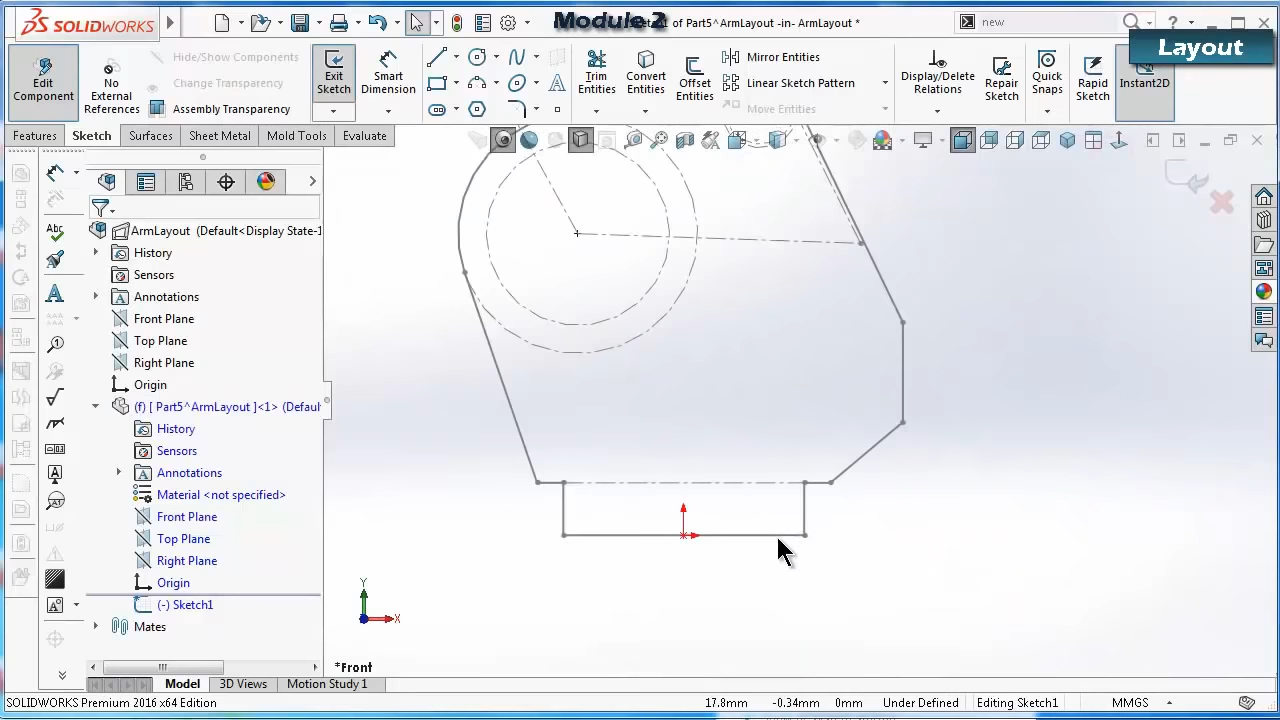 SOLIDWORKS
Module 2
of Part5^ArmLayout -in- ArmLayout *
new
Layout
Edit Component
No External References
Hide/Show Components
Change Transparency
Assembly Transparency
Exit Sketch
Smart Dimension
Trim Entities
Convert Entities
Offset Entities
Mirror Entities
Linear Sketch Pattern
Move Entities
Display/Delete Relations
Repair Sketch
Quick Snaps
Rapid Sketch
Instant2D
Features
Sketch
Surfaces
Sheet Metal
Mold Tools
Evaluate
ArmLayout (Default<Display State-1
History
Sensors
Annotations
Front Plane
Top Plane
Right Plane
Origin
(f) [ Part5^ArmLayout ]<1> (Defau
History
Sensors
Annotations
Material <not specified>
Front Plane
Top Plane
Right Plane
Origin
(-) Sketch1
Mates
Y
X
*Front
Model
3D Views
Motion Study 1
SOLIDWORKS Premium 2016 x64 Edition
17.8mm
-0.34mm
0mm
Under Defined
Editing Sketch1
MMGS